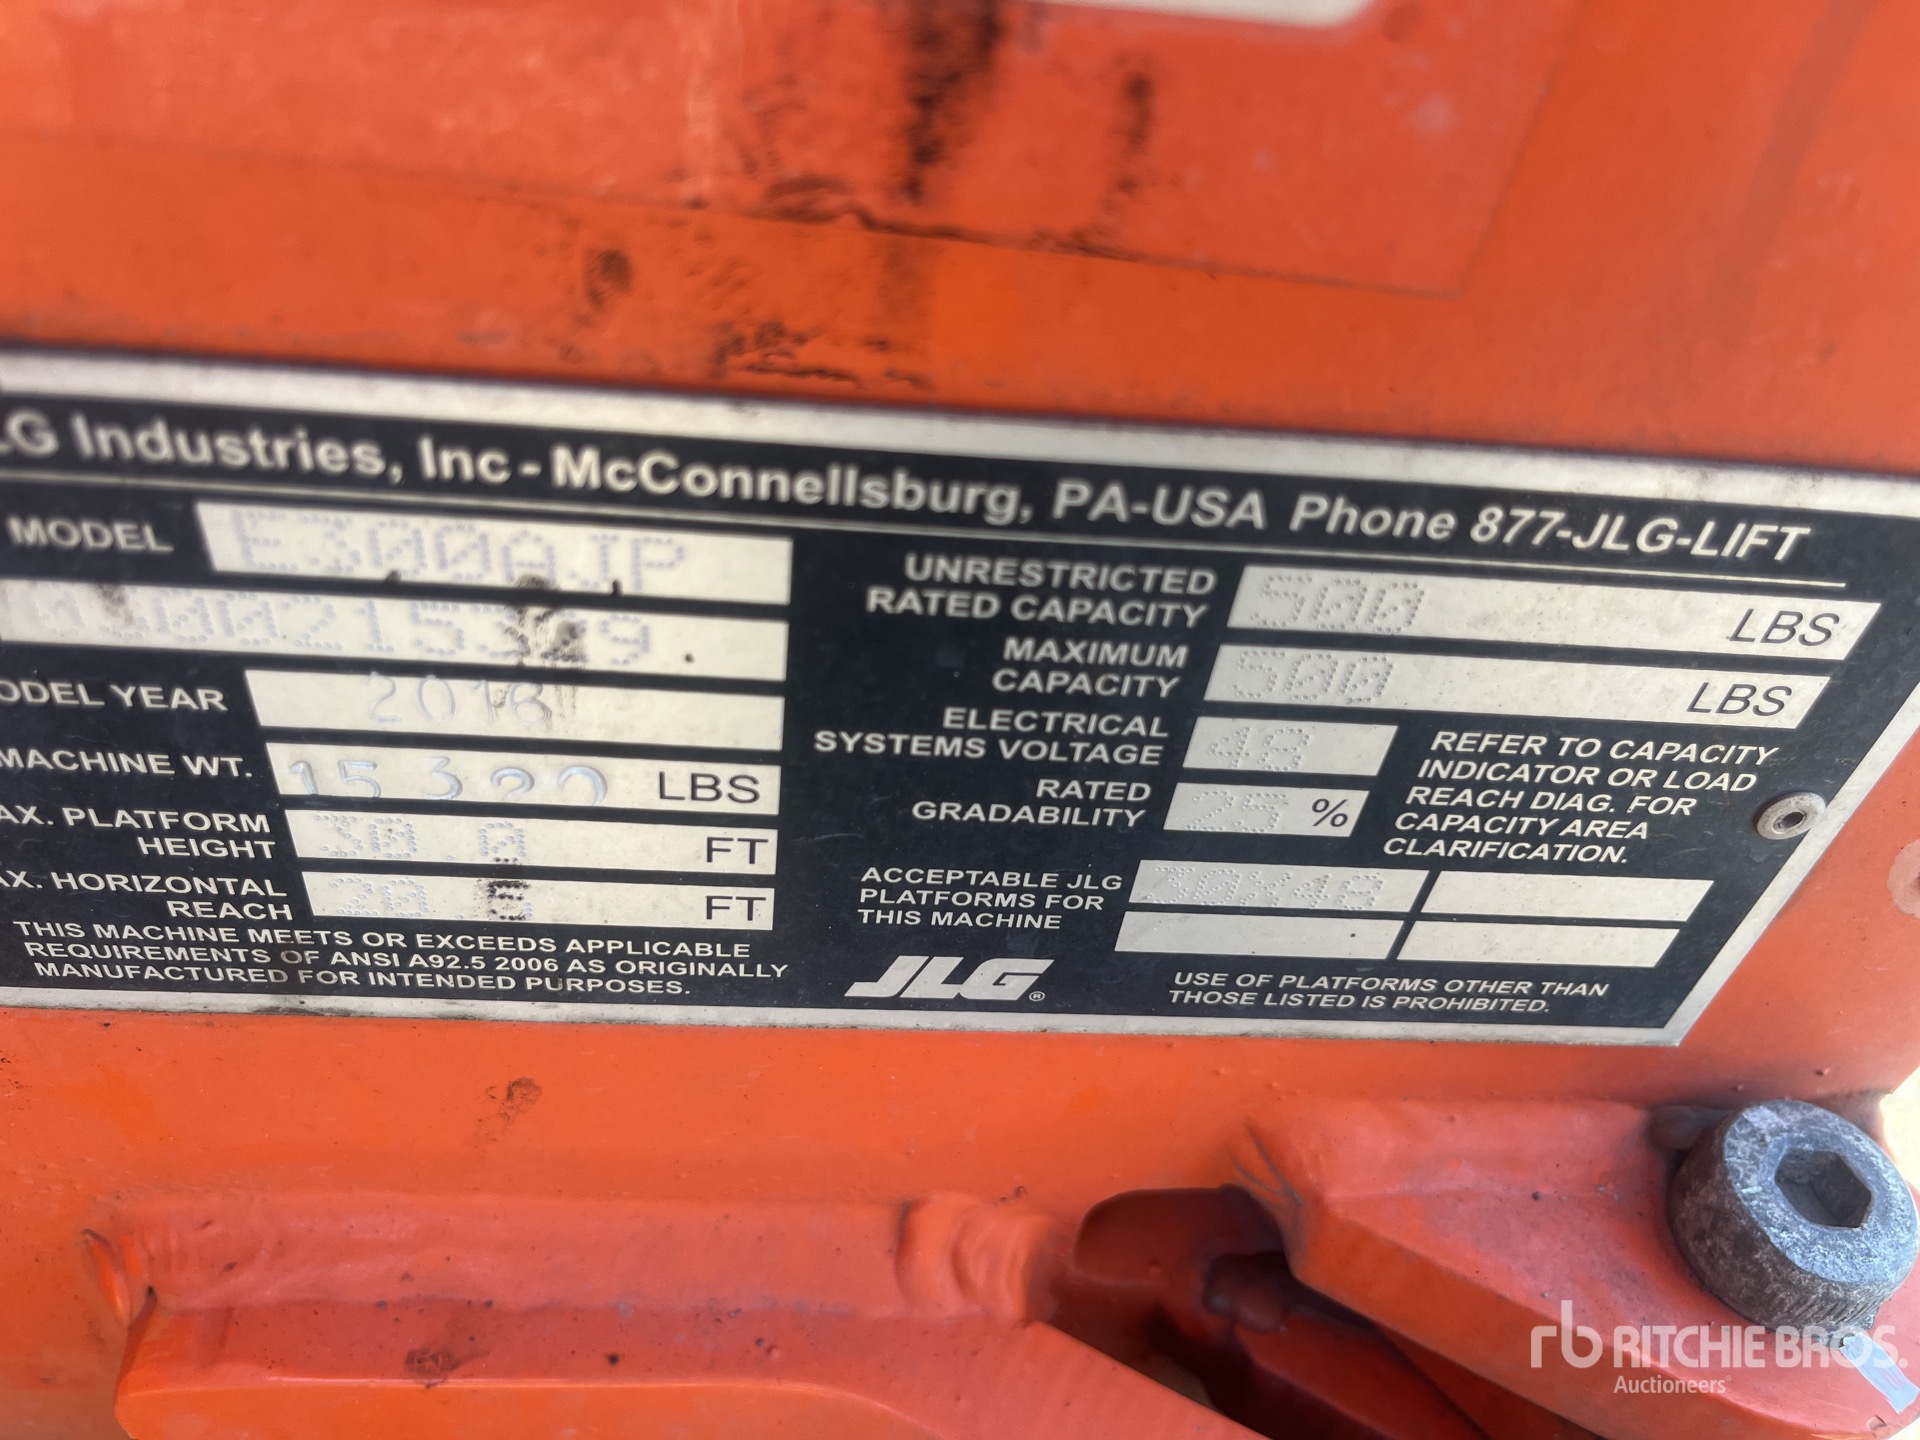 LG Industries, Inc - McConnellsburg, PA-USA Phone 877-JLG-LIFT
MODEL E300AJP
ODEL YEAR 2016
MACHINE WT. LBS
AX. PLATFORM
HEIGHT 30.0 FT
AX. HORIZONTAL
REACH FT
THIS MACHINE MEETS OR EXCEEDS APPLICABLE
REQUIREMENTS OF ANSI A92.5 2006 AS ORIGINALLY
MANUFACTURED FOR INTENDED PURPOSES.
UNRESTRICTED
RATED CAPACITY 500 LBS
MAXIMUM
CAPACITY 500 LBS
ELECTRICAL
SYSTEMS VOLTAGE 48
RATED
GRADABILITY 25 %
REFER TO CAPACITY
INDICATOR OR LOAD
REACH DIAG. FOR
CAPACITY AREA
CLARIFICATION.
ACCEPTABLE JLG
PLATFORMS FOR
THIS MACHINE
30X48
JLG®
USE OF PLATFORMS OTHER THAN
THOSE LISTED IS PROHIBITED.
rb RITCHIE BROS.
Auctioneers